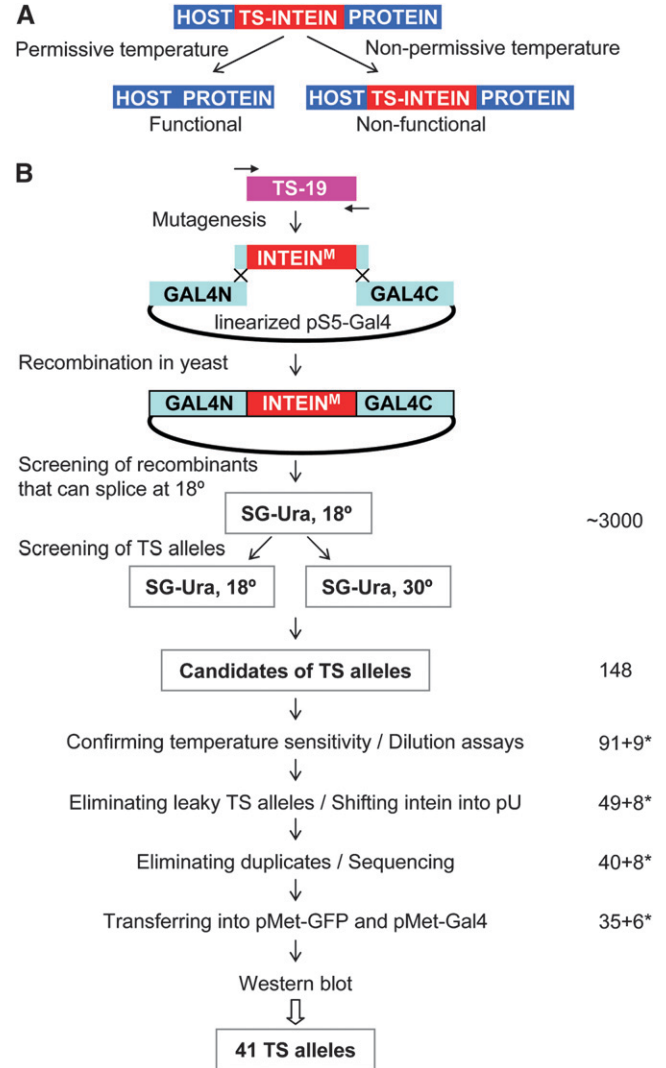 A
HOST TS-INTEIN PROTEIN
Permissive temperature
Non-permissive temperature
HOST PROTEIN
HOST TS-INTEIN PROTEIN
Functional
Non-functional
B
TS-19
Mutagenesis
INTEINᴹ
GAL4N
GAL4C
linearized pS5-Gal4
Recombination in yeast
GAL4N INTEINᴹ GAL4C
Screening of recombinants
that can splice at 18º
SG-Ura, 18º
~3000
Screening of TS alleles
SG-Ura, 18º
SG-Ura, 30º
Candidates of TS alleles
148
Confirming temperature sensitivity / Dilution assays
91+9*
Eliminating leaky TS alleles / Shifting intein into pU
49+8*
Eliminating duplicates / Sequencing
40+8*
Transferring into pMet-GFP and pMet-Gal4
35+6*
Western blot
41 TS alleles